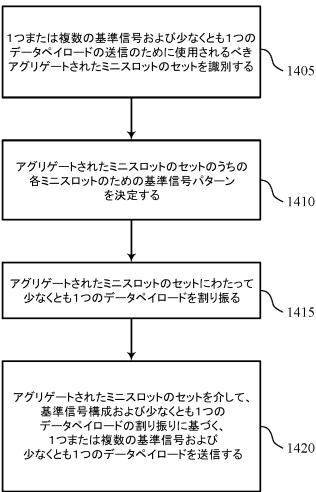 1つまたは複数の基準信号および少なくとも1つの
データペイロードの送信のために使用されるべき
アグリゲートされたミニスロットのセットを識別する
1405
アグリゲートされたミニスロットのセットのうちの
各ミニスロットのための基準信号パターン
を決定する
1410
アグリゲートされたミニスロットのセットにわたって
少なくとも1つのデータペイロードを割り振る
1415
アグリゲートされたミニスロットのセットを介して、
基準信号構成および少なくとも1つの
データペイロードの割り振りに基づく、
1つまたは複数の基準信号および
少なくとも1つのデータペイロードを送信する
1420